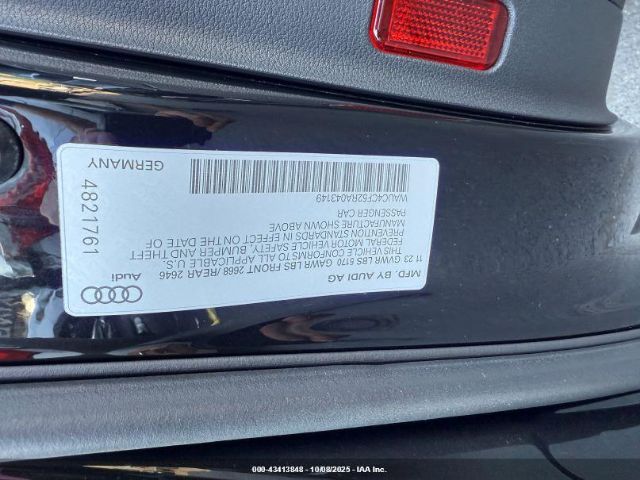 Audi
MFD. BY AUDI AG
11.23 GVWR LBS 6170 GAWR LBS FRONT 2668 / REAR 2646
THIS VEHICLE CONFORMS TO ALL APPLICABLE U.S.
FEDERAL MOTOR VEHICLE SAFETY, BUMPER AND THEFT
PREVENTION STANDARDS IN EFFECT ON THE DATE OF
MANUFACTURE SHOWN ABOVE
PASSENGER CAR
WAUC4CF52RA043149
4821761
GERMANY
000-43413848 - 10/08/2025 - IAA Inc.